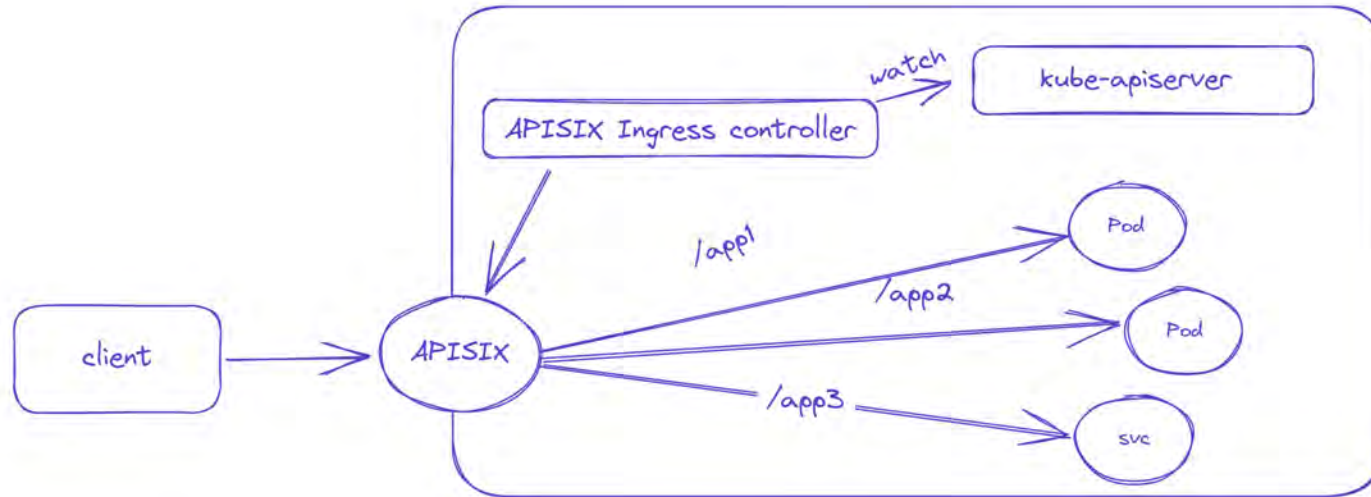 watch
kube-apiserver
APISIX Ingress controller
/app1
Pod
/app2
Pod
client
APISIX
/app3
svc